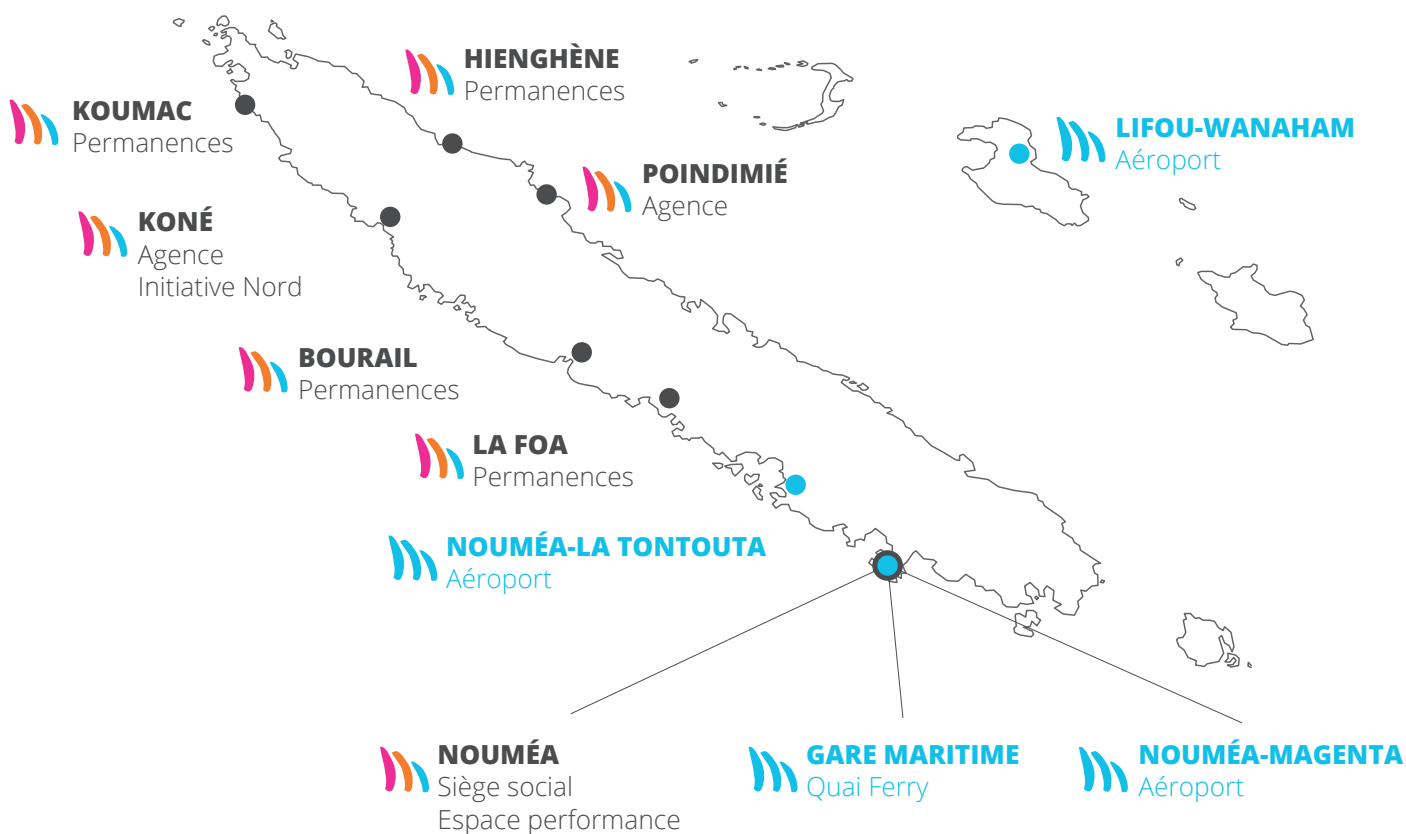 HIENGHÈNE
Permanences
KOUMAC
Permanences
LIFOU-WANAHAM
Aéroport
POINDIMIÉ
Agence
KONÉ
Agence
Initiative Nord
BOURAIL
Permanences
LA FOA
Permanences
NOUMÉA-LA TONTOUTA
Aéroport
NOUMÉA
Siège social
Espace performance
GARE MARITIME
Quai Ferry
NOUMÉA-MAGENTA
Aéroport